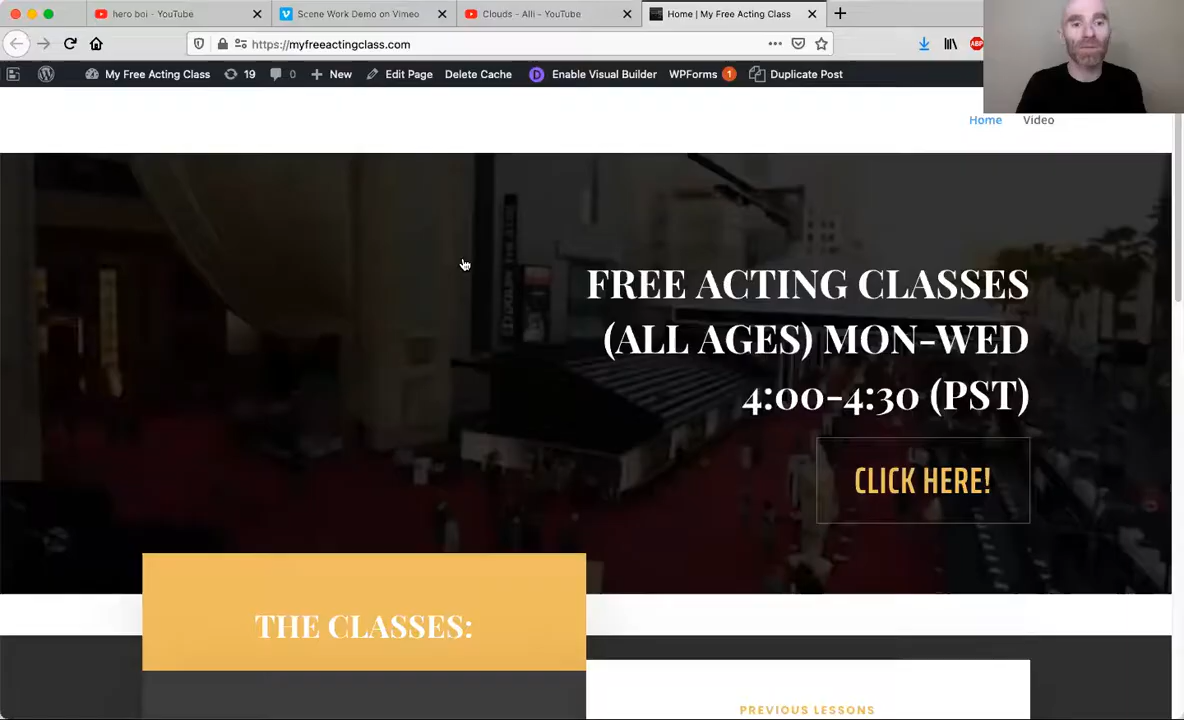 hero boi - YouTube
Scene Work Demo on Vimeo
Clouds - Alli - YouTube
Home | My Free Acting Class
https://myfreeactingclass.com
ABP
My Free Acting Class 19 0 New Edit Page Delete Cache D Enable Visual Builder WPForms 1 Duplicate Post
Home Video
FREE ACTING CLASSES
(ALL AGES) MON-WED
4:00-4:30 (PST)
CLICK HERE!
THE CLASSES:
PREVIOUS LESSONS